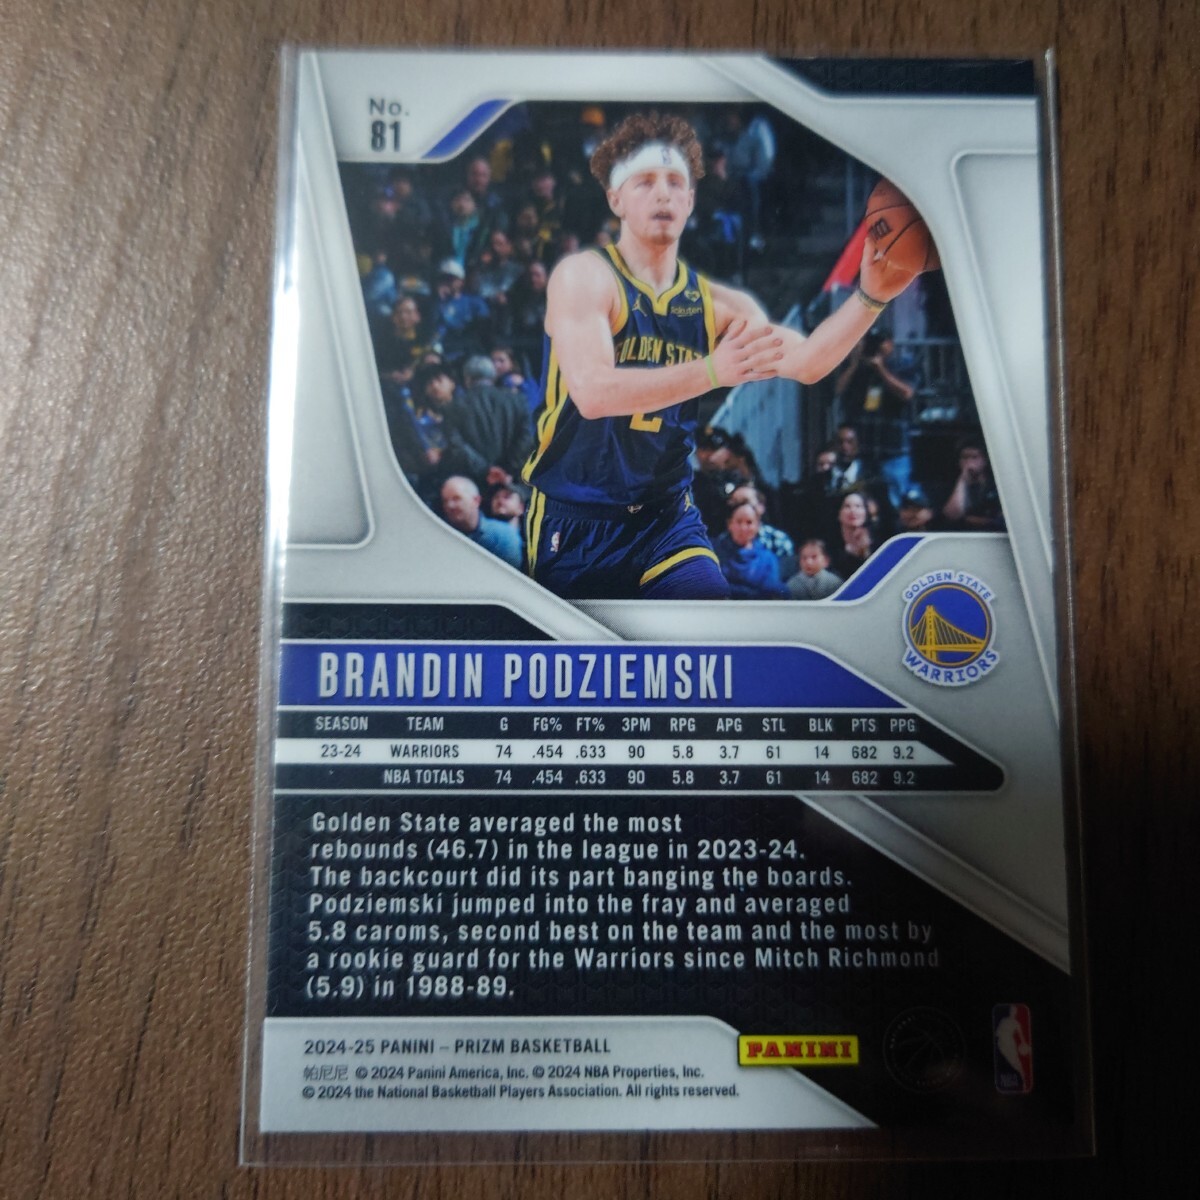 No.
81
Rakuten
GOLDEN STATE
2
GOLDEN STATE
WARRIORS
BRANDIN PODZIEMSKI
SEASON TEAM G FG% FT% 3PM RPG APG STL BLK PTS PPG
23-24 WARRIORS 74 .454 .633 90 5.8 3.7 61 14 682 9.2
NBA TOTALS 74 .454 .633 90 5.8 3.7 61 14 682 9.2
Golden State averaged the most
rebounds (46.7) in the league in 2023-24.
The backcourt did its part banging the boards.
Podziemski jumped into the fray and averaged
5.8 caroms, second best on the team and the most by
a rookie guard for the Warriors since Mitch Richmond
(5.9) in 1988-89.
2024-25 PANINI – PRIZM BASKETBALL
PANINI
帕尼尼 © 2024 Panini America, Inc. © 2024 NBA Properties, Inc.
© 2024 the National Basketball Players Association. All rights reserved.